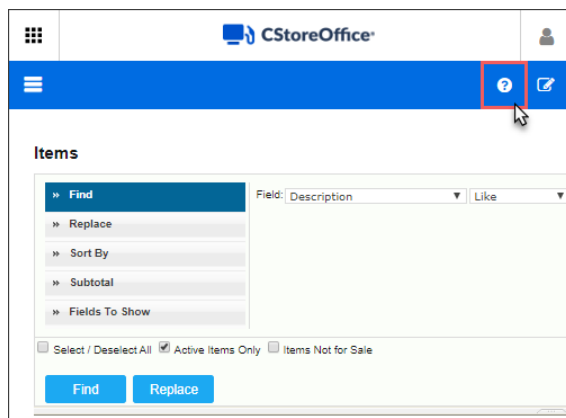 CStoreOffice®
?
Items
» Find
Field: Description Like
» Replace
» Sort By
» Subtotal
» Fields To Show
Select / Deselect All Active Items Only Items Not for Sale
Find Replace